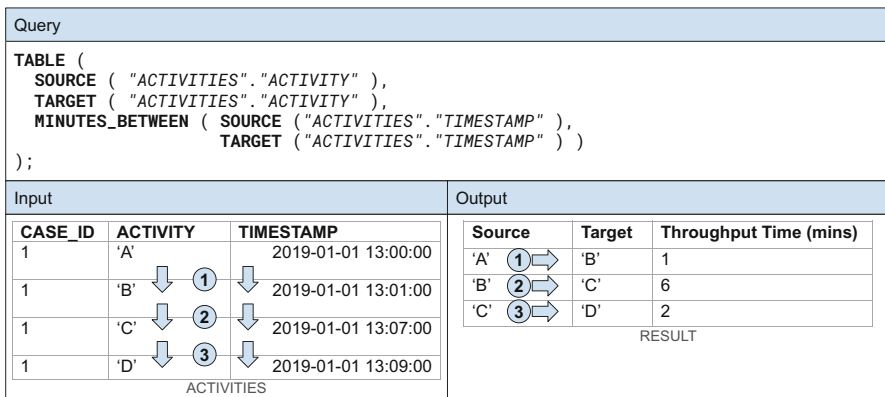 Query
TABLE (
  SOURCE ( "ACTIVITIES"."ACTIVITY" ),
  TARGET ( "ACTIVITIES"."ACTIVITY" ),
  MINUTES_BETWEEN ( SOURCE ("ACTIVITIES"."TIMESTAMP" ),
                    TARGET ("ACTIVITIES"."TIMESTAMP" ) )
);
Input
CASE_ID ACTIVITY TIMESTAMP
1 ‘A’ 2019-01-01 13:00:00
1
1 ‘B’ 2019-01-01 13:01:00
2
1 ‘C’ 2019-01-01 13:07:00
3
1 ‘D’ 2019-01-01 13:09:00
ACTIVITIES
Output
Source Target Throughput Time (mins)
‘A’ 1 ‘B’ 1
‘B’ 2 ‘C’ 6
‘C’ 3 ‘D’ 2
RESULT